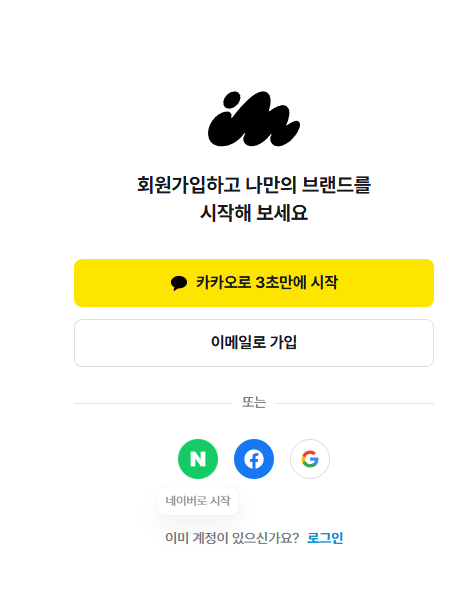 im
회원가입하고 나만의 브랜드를
시작해 보세요
카카오로 3초만에 시작
이메일로 가입
또는
N f G
네이버로 시작
이미 계정이 있으신가요? 로그인